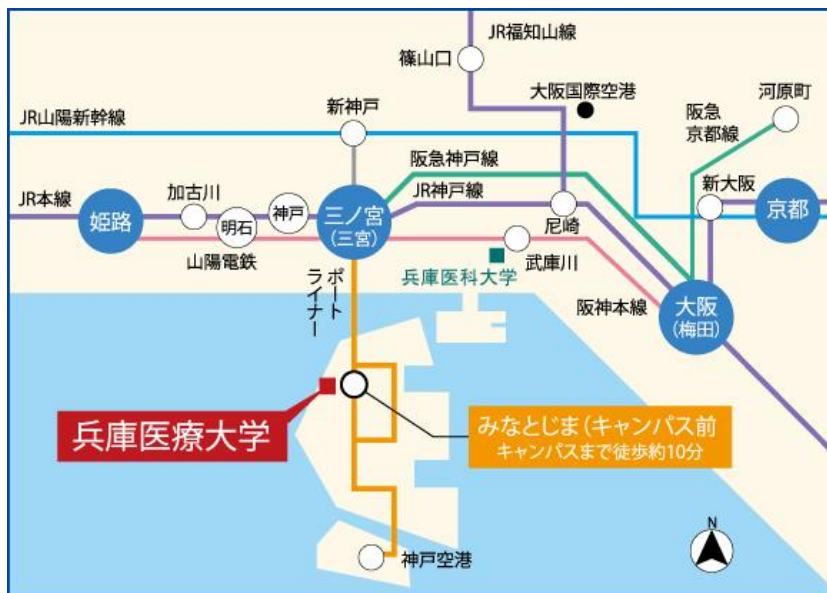 JR福知山線
篠山口
大阪国際空港
河原町
新神戸
阪急
京都線
JR山陽新幹線
阪急神戸線
新大阪
JR本線
加古川
JR神戸線
姫路
明石
神戸
三ノ宮
(三宮)
尼崎
京都
山陽電鉄
兵庫医科大学
武庫川
ポート
ライナー
阪神本線
大阪
(梅田)
兵庫医療大学
みなとじま(キャンパス前
キャンパスまで徒歩約10分
神戸空港
N